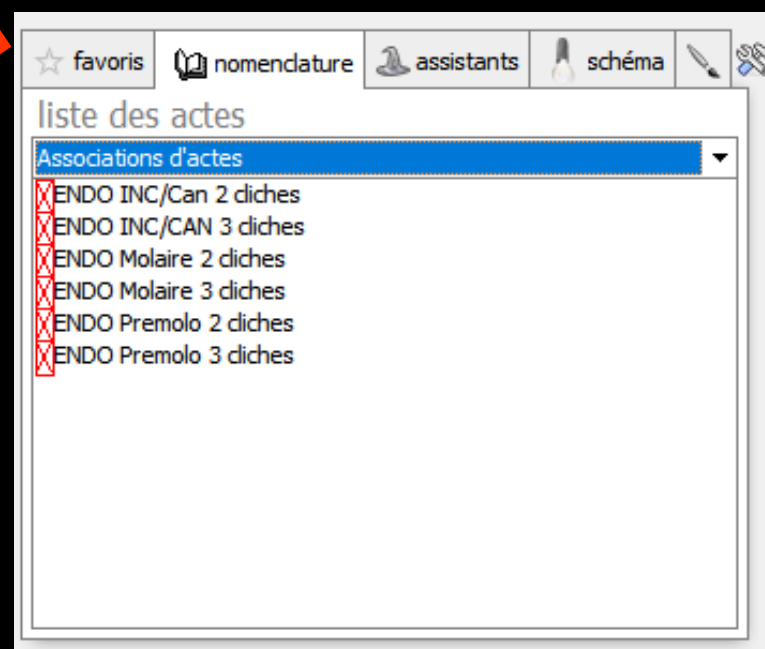 favoris nomenclature assistants schéma
liste des actes
Associations d'actes
ENDO INC/Can 2 cliches
ENDO INC/CAN 3 cliches
ENDO Molaire 2 cliches
ENDO Molaire 3 cliches
ENDO Premolo 2 cliches
ENDO Premolo 3 cliches